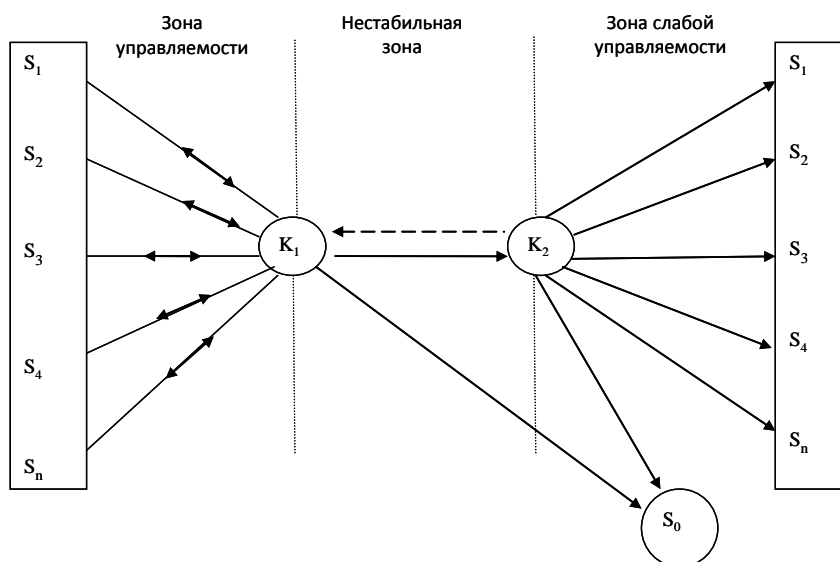 Зона
управляемости
Нестабильная
зона
Зона слабой
управляемости
S1
S2
S3
S4
Sn
K1
K2
S1
S2
S3
S4
Sn
S0